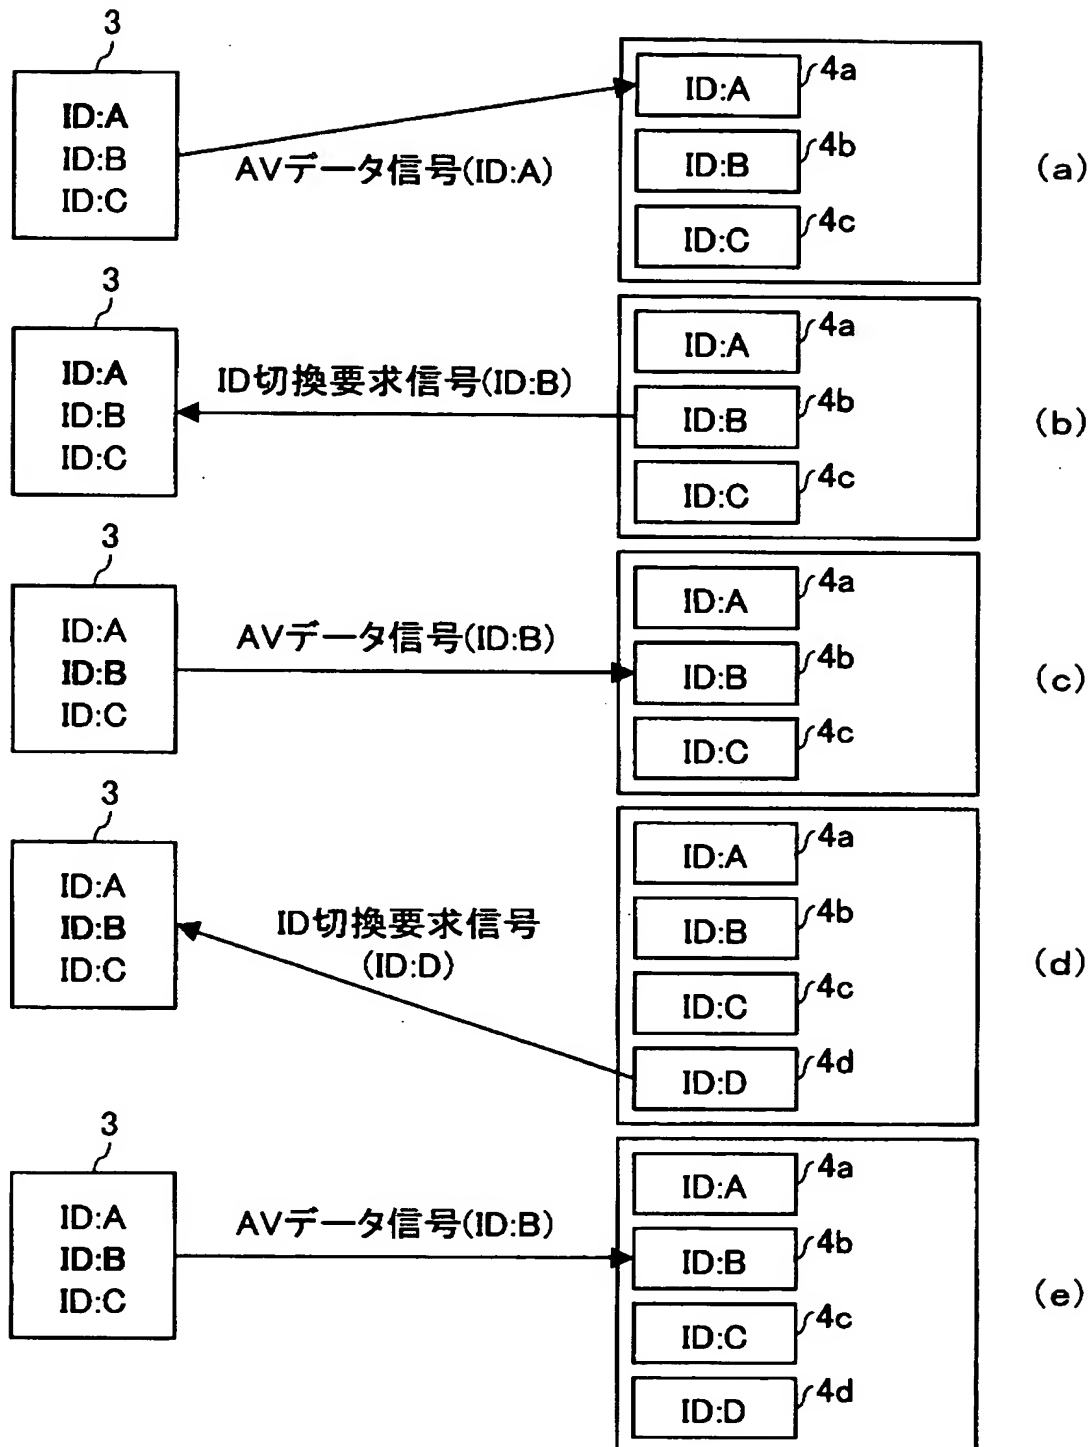 3
ID:A
ID:B
ID:C
AVデータ信号(ID:A)
ID:A
4a
ID:B
4b
ID:C
4c
(a)
3
ID:A
ID:B
ID:C
ID切換要求信号(ID:B)
ID:A
4a
ID:B
4b
ID:C
4c
(b)
3
ID:A
ID:B
ID:C
AVデータ信号(ID:B)
ID:A
4a
ID:B
4b
ID:C
4c
(c)
3
ID:A
ID:B
ID:C
ID切換要求信号
(ID:D)
ID:A
4a
ID:B
4b
ID:C
4c
ID:D
4d
(d)
3
ID:A
ID:B
ID:C
AVデータ信号(ID:B)
ID:A
4a
ID:B
4b
ID:C
4c
ID:D
4d
(e)